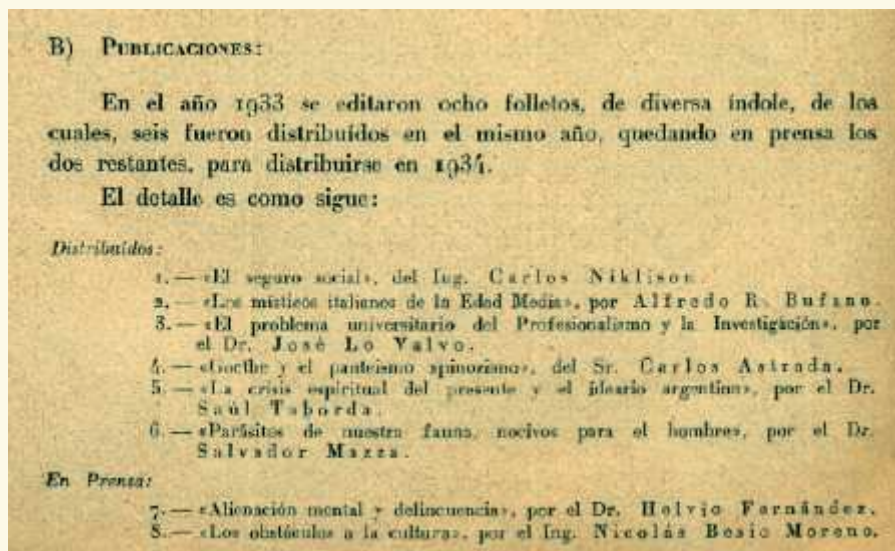 B) PUBLICACIONES:
En el año 1933 se editaron ocho folletos, de diversa índole, de los
cuales, seis fueron distribuídos en el mismo año, quedando en prensa los
dos restantes, para distribuirse en 1934.
El detalle es como sigue:
Distribuídos:
1. — «El seguro social», del Ing. Carlos Niklison.
2. — «Los místicos italianos de la Edad Media», por Alfredo R. Bufano.
3. — «El problema universitario del Profesionalismo y la Investigación», por
el Dr. José Lo Valvo.
4. — «Goethe y el panteísmo spinoziano», del Sr. Carlos Astrada.
5. — «La crisis espiritual del presente y el ideario argentino», por el Dr.
Saúl Taborda.
6. — «Parásitos de nuestra fauna, nocivos para el hombre», por el Dr.
Salvador Mazza.
En Prensa:
7. — «Alienación mental y delincuencia», por el Dr. Helvio Fernández.
8. — «Los obstáculos a la cultura», por el Ing. Nicolás Besio Moreno.